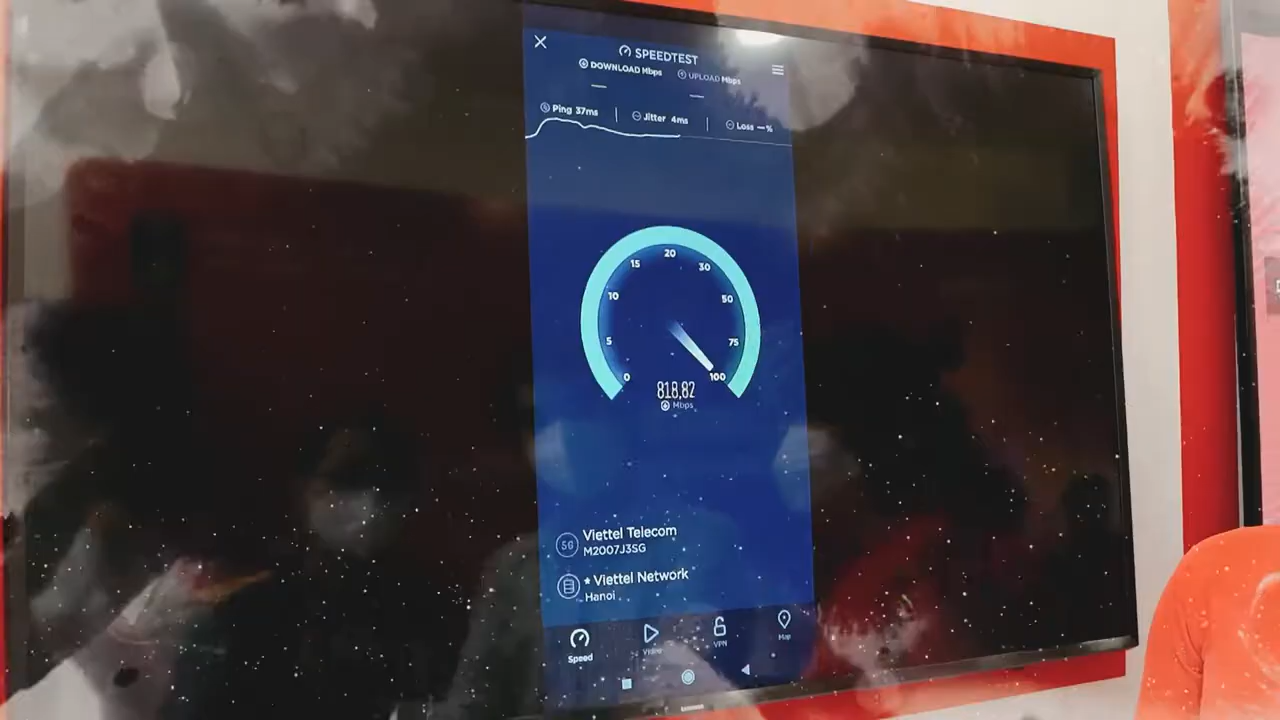 SPEEDTEST
DOWNLOAD Mbps
UPLOAD Mbps
Ping 37ms
Jitter 4ms
Loss —%
0
5
10
15
20
30
50
75
100
818.82
Mbps
5G
Viettel Telecom
M2007J3SG
* Viettel Network
Hanoi
Speed
Video
VPN
Map